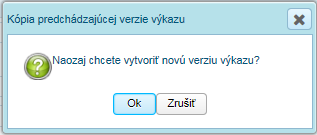 Kópia predchádzajúcej verzie výkazu
Naozaj chcete vytvoriť novú verziu výkazu?
Ok
Zrušiť